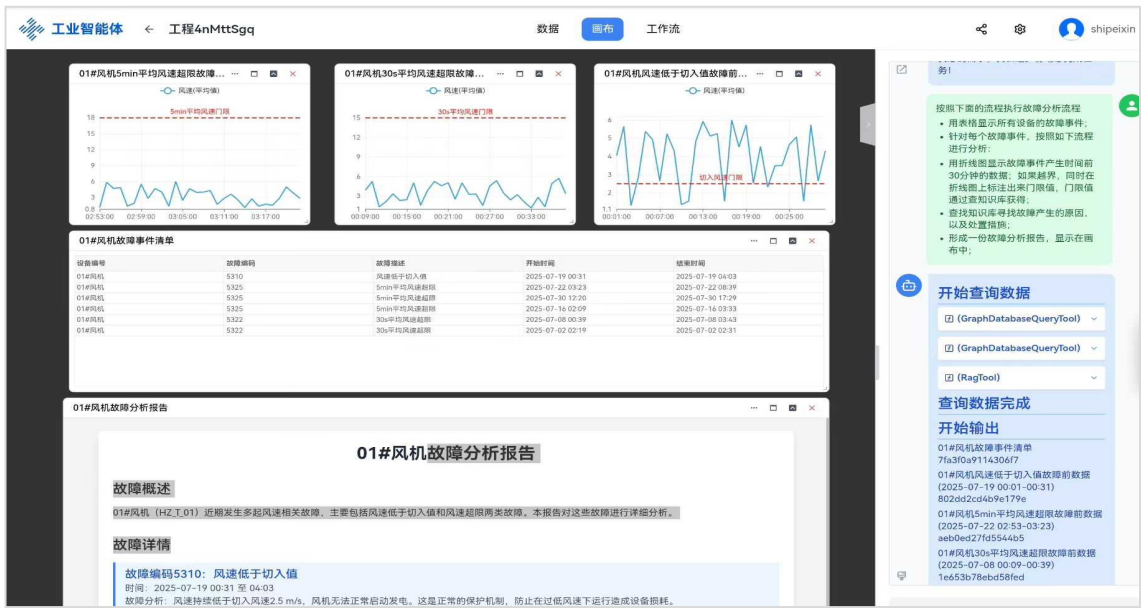 工业智能体 ← 工程4nMttSgq
数据 画布 工作流
shipeixin
01#风机5min平均风速超限故障... ...
风速(平均值)
5min平均风速门限
18
15
12
9
6
3
0.8
02:53:00 02:59:00 03:05:00 03:11:00 03:17:00
01#风机30s平均风速超限故障... ...
风速(平均值)
30s平均风速门限
15
12
9
6
3
1
00:09:00 00:15:00 00:21:00 00:27:00 00:33:00
01#风机风速低于切入值故障前... ...
风速(平均值)
切入风速门限
6
5
4
3
2
1.1
00:01:00 00:07:00 00:13:00 00:19:00 00:25:00
01#风机故障事件清单
设备编号 故障编码 故障描述 开始时间 结束时间
01#风机 5310 风速低于切入值 2025-07-19 00:31 2025-07-19 04:03
01#风机 5325 5min平均风速超限 2025-07-22 03:23 2025-07-22 08:39
01#风机 5325 5min平均风速超限 2025-07-30 12:20 2025-07-30 17:29
01#风机 5325 5min平均风速超限 2025-07-16 02:09 2025-07-16 03:33
01#风机 5322 30s平均风速超限 2025-07-08 00:39 2025-07-08 03:43
01#风机 5322 30s平均风速超限 2025-07-02 02:19 2025-07-02 02:31
01#风机故障分析报告
01#风机故障分析报告
故障概述
01#风机（HZ_T_01）近期发生多起风速相关故障，主要包括风速低于切入值和风速超限两类故障。本报告对这些故障进行详细分析。
故障详情
故障编码5310：风速低于切入值
时间：2025-07-19 00:31 至 04:03
故障分析：风速持续低于切入风速2.5 m/s，风机无法正常启动发电。这是正常的保护机制，防止在过低风速下运行造成设备损耗。
务!
按照下面的流程执行故障分析流程
• 用表格显示所有设备的故障事件;
• 针对每个故障事件，按照如下流程
进行分析:
• 用折线图显示故障事件产生时间前
30分钟的数据; 如果越界，同时在
折线图上标注出来门限值，门限值
通过查知识库获得;
• 查找知识库寻找故障产生的原因，
以及处置措施;
• 形成一份故障分析报告，显示在画
布中;
开始查询数据
(GraphDatabaseQueryTool)
(GraphDatabaseQueryTool)
(RagTool)
查询数据完成
开始输出
01#风机故障事件清单
7fa3f0a9114306f7
01#风机风速低于切入值故障前数据
(2025-07-19 00:01-00:31)
802dd2cd4b9e179e
01#风机5min平均风速超限故障前数据
(2025-07-22 02:53-03:23)
aeb0ed27fd5544b5
01#风机30s平均风速超限故障前数据
(2025-07-08 00:09-00:39)
1e653b78ebd58fed